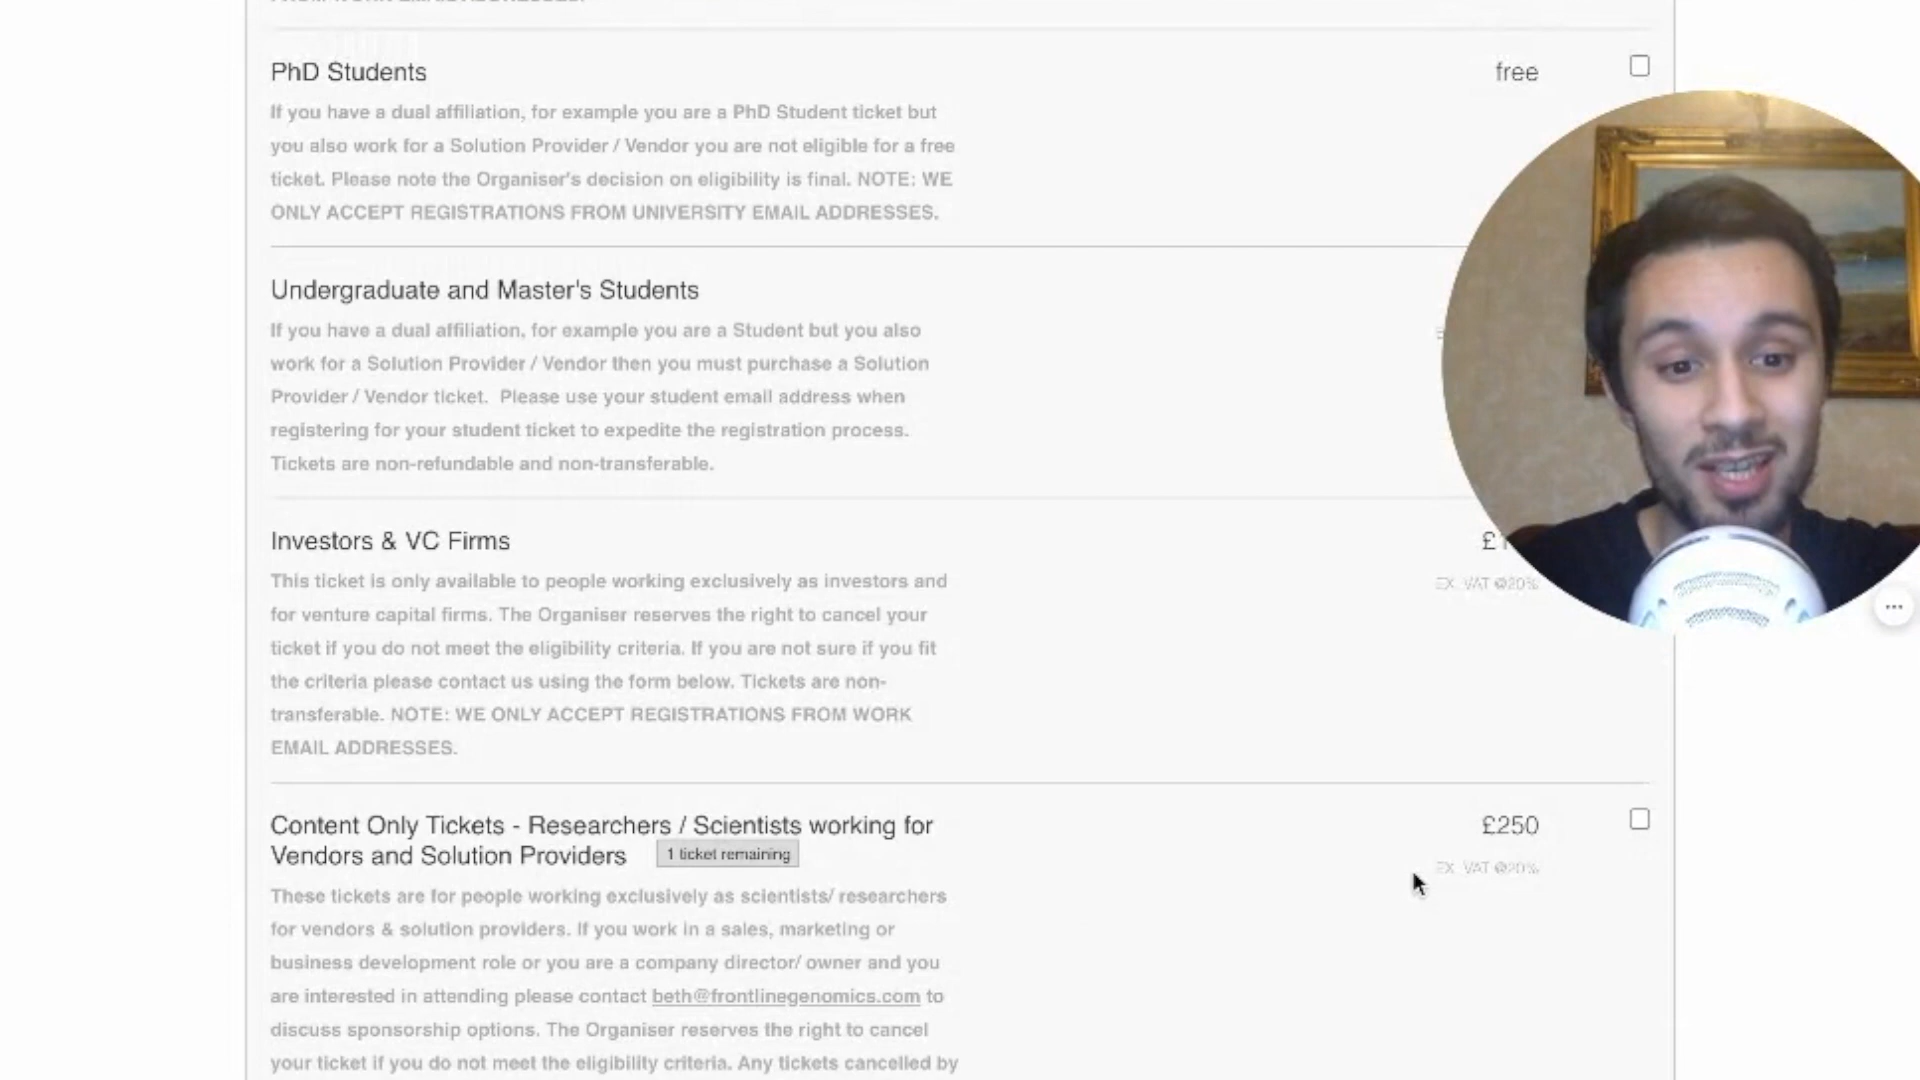 PhD Students
free
If you have a dual affiliation, for example you are a PhD Student ticket but
you also work for a Solution Provider / Vendor you are not eligible for a free
ticket. Please note the Organiser's decision on eligibility is final. NOTE: WE
ONLY ACCEPT REGISTRATIONS FROM UNIVERSITY EMAIL ADDRESSES.
Undergraduate and Master's Students
If you have a dual affiliation, for example you are a Student but you also
work for a Solution Provider / Vendor then you must purchase a Solution
Provider / Vendor ticket. Please use your student email address when
registering for your student ticket to expedite the registration process.
Tickets are non-refundable and non-transferable.
Investors & VC Firms
EX. VAT @20%
This ticket is only available to people working exclusively as investors and
for venture capital firms. The Organiser reserves the right to cancel your
ticket if you do not meet the eligibility criteria. If you are not sure if you fit
the criteria please contact us using the form below. Tickets are non-
transferable. NOTE: WE ONLY ACCEPT REGISTRATIONS FROM WORK
EMAIL ADDRESSES.
Content Only Tickets - Researchers / Scientists working for
Vendors and Solution Providers
1 ticket remaining
£250
EX. VAT @20%
These tickets are for people working exclusively as scientists/ researchers
for vendors & solution providers. If you work in a sales, marketing or
business development role or you are a company director/ owner and you
are interested in attending please contact beth@frontlinegenomics.com to
discuss sponsorship options. The Organiser reserves the right to cancel
your ticket if you do not meet the eligibility criteria. Any tickets cancelled by